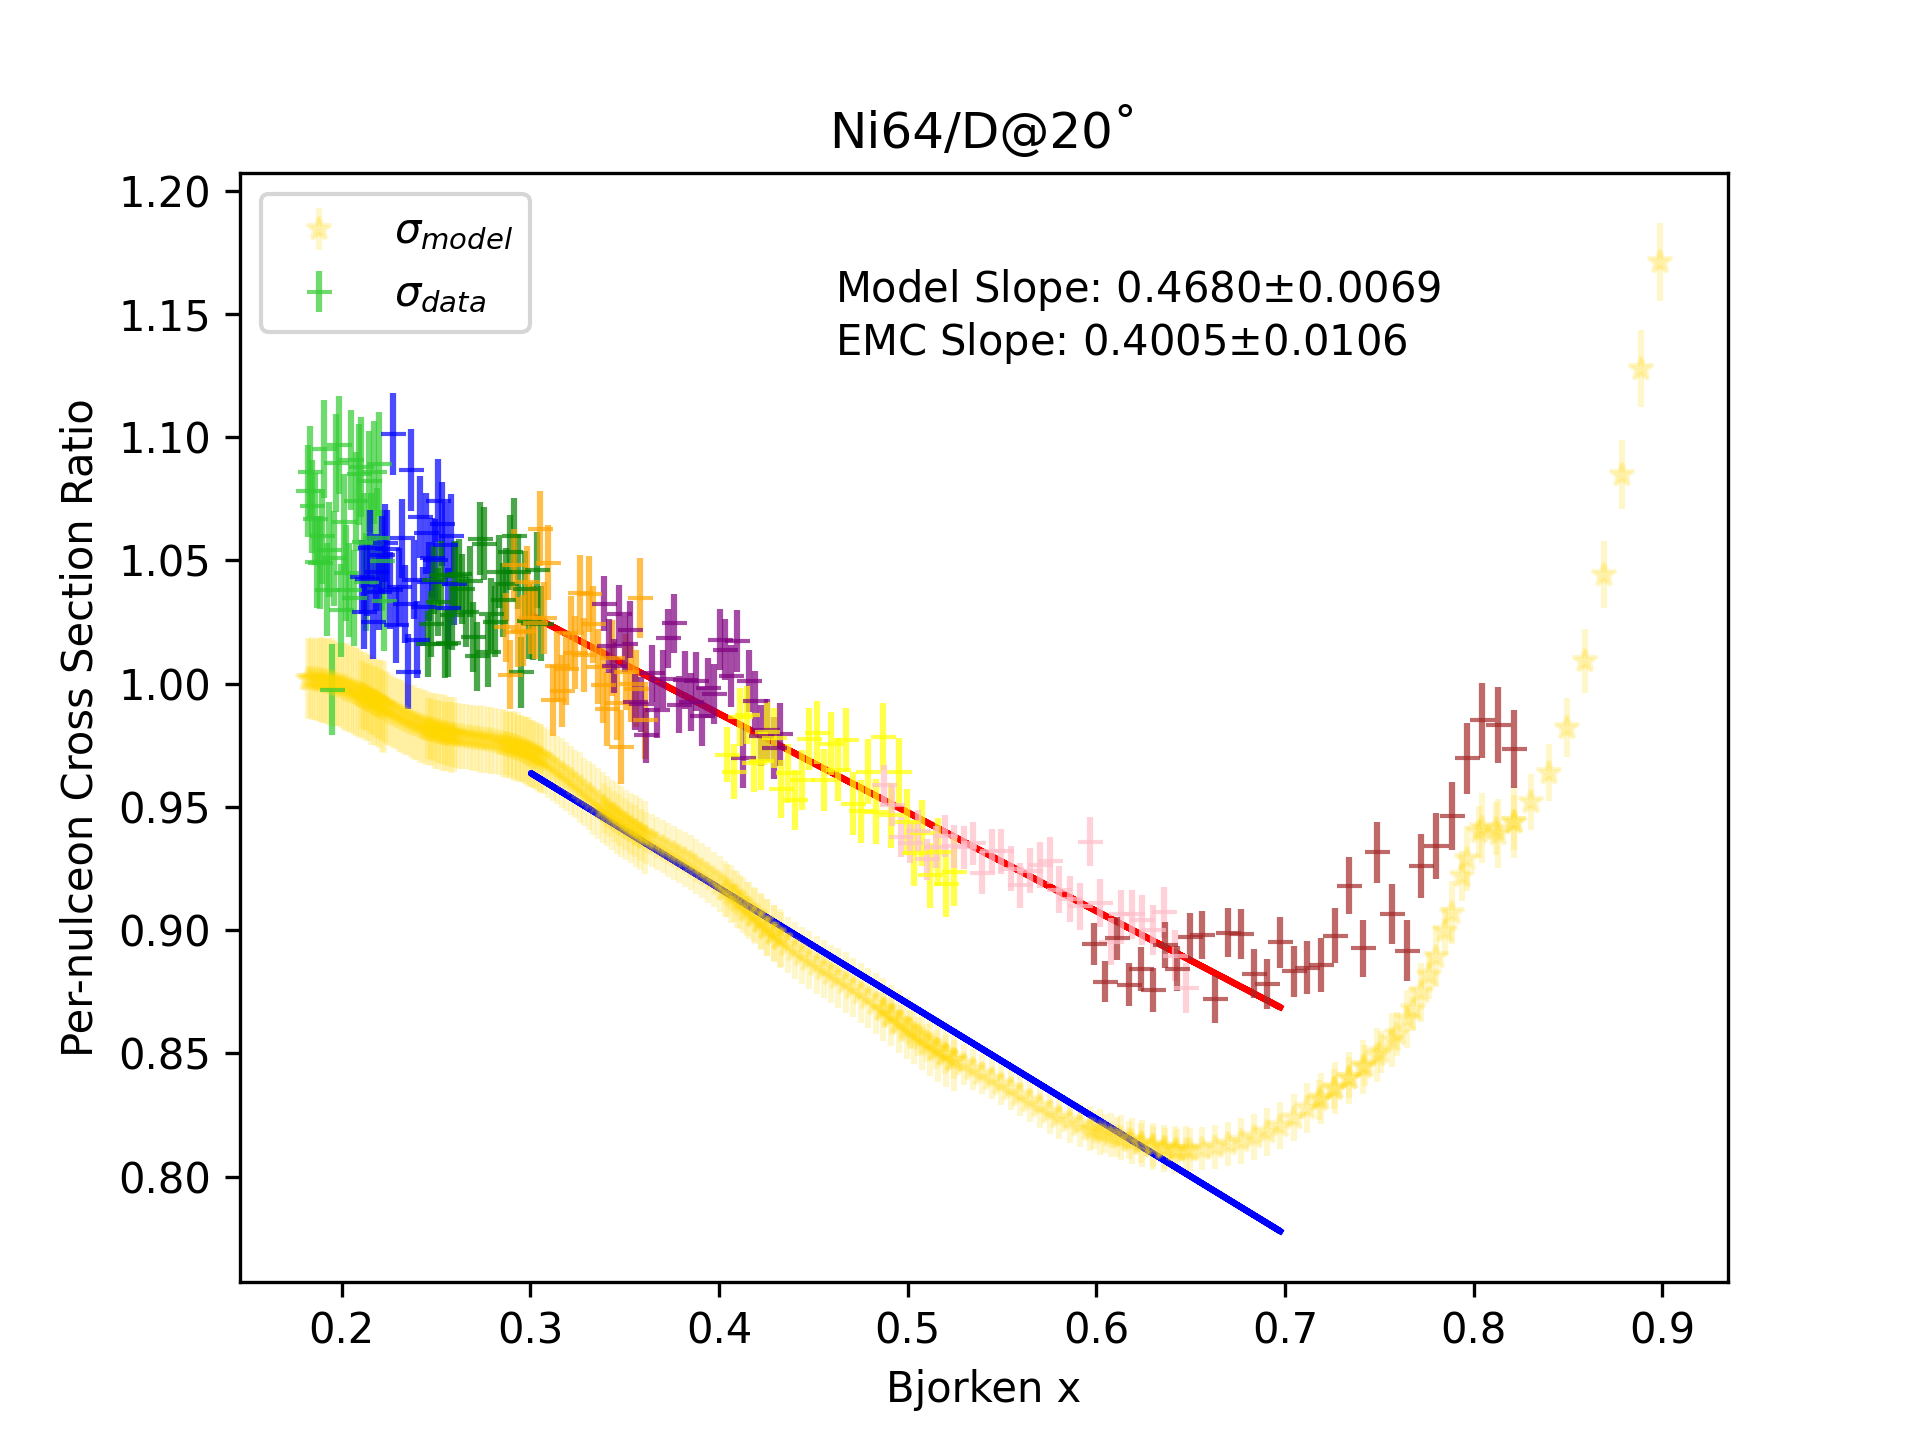 Ni64/D@20˚
σmodel
σdata
Model Slope: 0.4680±0.0069
EMC Slope: 0.4005±0.0106
Per-nulceon Cross Section Ratio
1.20
1.15
1.10
1.05
1.00
0.95
0.90
0.85
0.80
0.2 0.3 0.4 0.5 0.6 0.7 0.8 0.9
Bjorken x